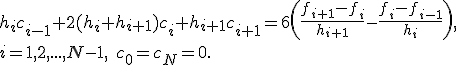 h_i c_{i-1} + 2(h_i + h_{i+1}) c_i + h_{i+1} c_{i+1} = 6 \left( \frac{f_{i+1} - f_i}{h_{i+1}} - \frac{f_i - f_{i-1}}{h_i} \right),
i = 1, 2, ..., N-1, c_0 = c_N = 0.